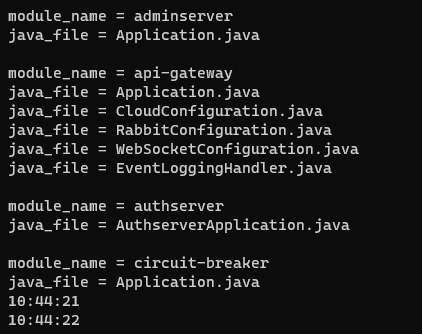 module_name = adminserver
java_file = Application.java

module_name = api-gateway
java_file = Application.java
java_file = CloudConfiguration.java
java_file = RabbitConfiguration.java
java_file = WebSocketConfiguration.java
java_file = EventLoggingHandler.java

module_name = authserver
java_file = AuthserverApplication.java

module_name = circuit-breaker
java_file = Application.java
10:44:21
10:44:22